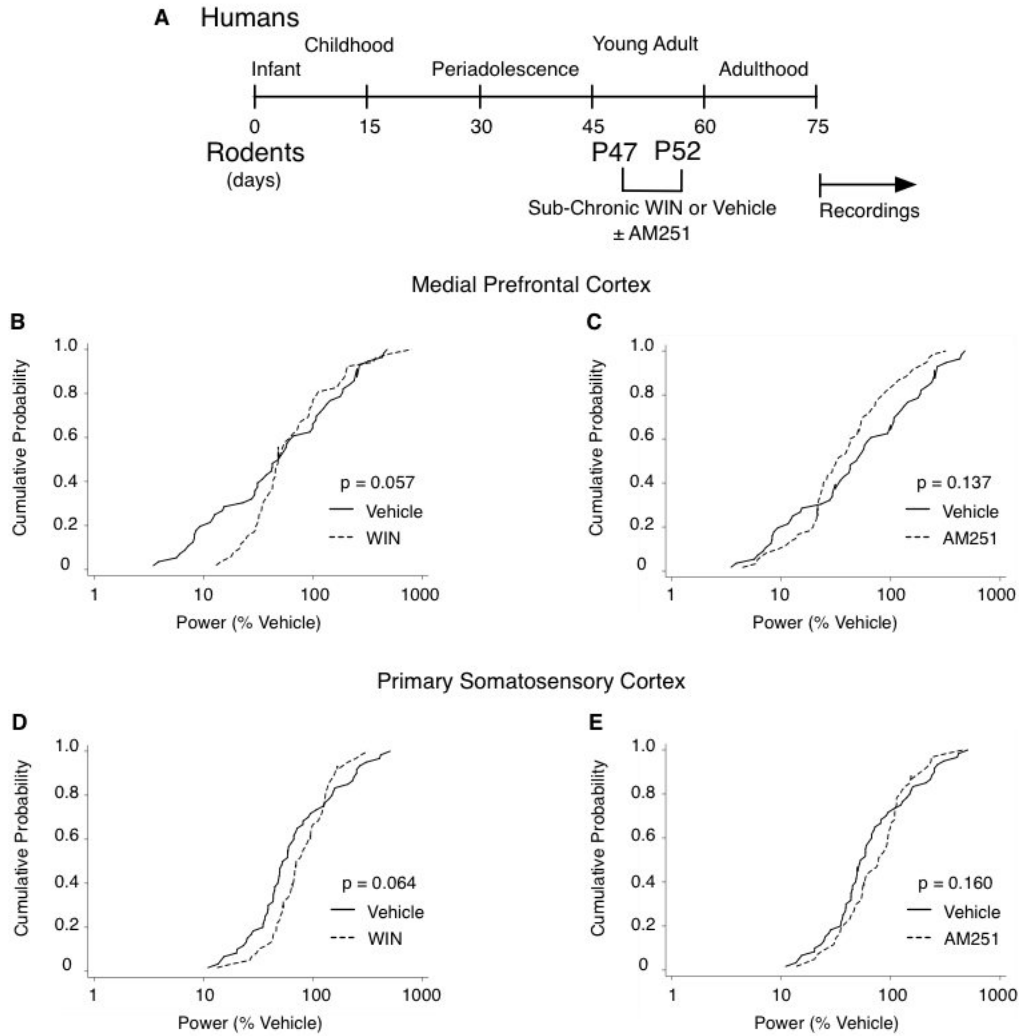 A Humans
Childhood Young Adult
Infant Periadolescence Adulthood
0 15 30 45 60 75
Rodents P47 P52
(days)
Sub-Chronic WIN or Vehicle Recordings
± AM251
Medial Prefrontal Cortex
B
Cumulative Probability
1.0
0.8
0.6
0.4
0.2
0
p = 0.057
Vehicle
WIN
1 10 100 1000
Power (% Vehicle)
C
Cumulative Probability
1.0
0.8
0.6
0.4
0.2
0
p = 0.137
Vehicle
AM251
1 10 100 1000
Power (% Vehicle)
Primary Somatosensory Cortex
D
Cumulative Probability
1.0
0.8
0.6
0.4
0.2
0
p = 0.064
Vehicle
WIN
1 10 100 1000
Power (% Vehicle)
E
Cumulative Probability
1.0
0.8
0.6
0.4
0.2
0
p = 0.160
Vehicle
AM251
1 10 100 1000
Power (% Vehicle)